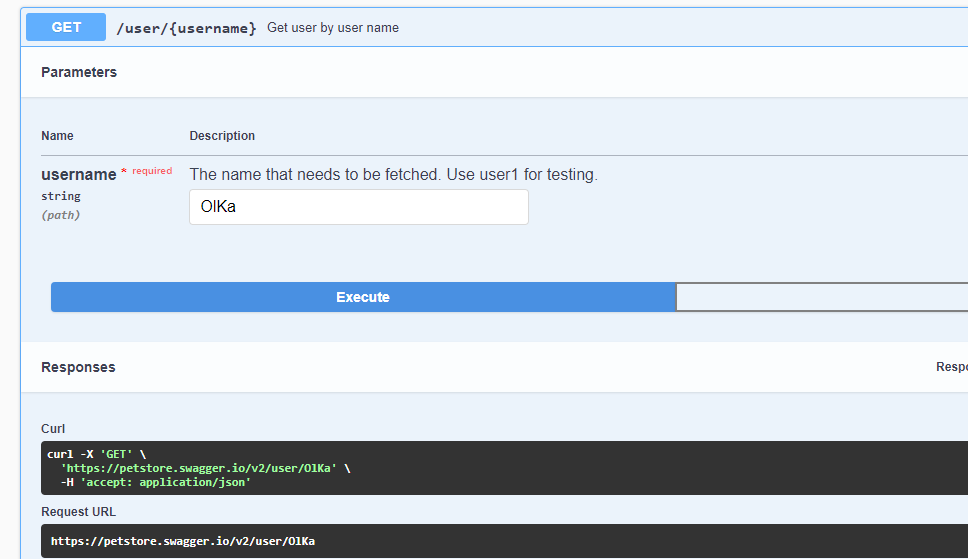 GET /user/{username} Get user by user name
Parameters
Name Description
username * required The name that needs to be fetched. Use user1 for testing.
string
(path)
OlKa
Execute
Responses Respo
Curl
curl -X 'GET' \
'https://petstore.swagger.io/v2/user/OlKa' \
-H 'accept: application/json'
Request URL
https://petstore.swagger.io/v2/user/OlKa